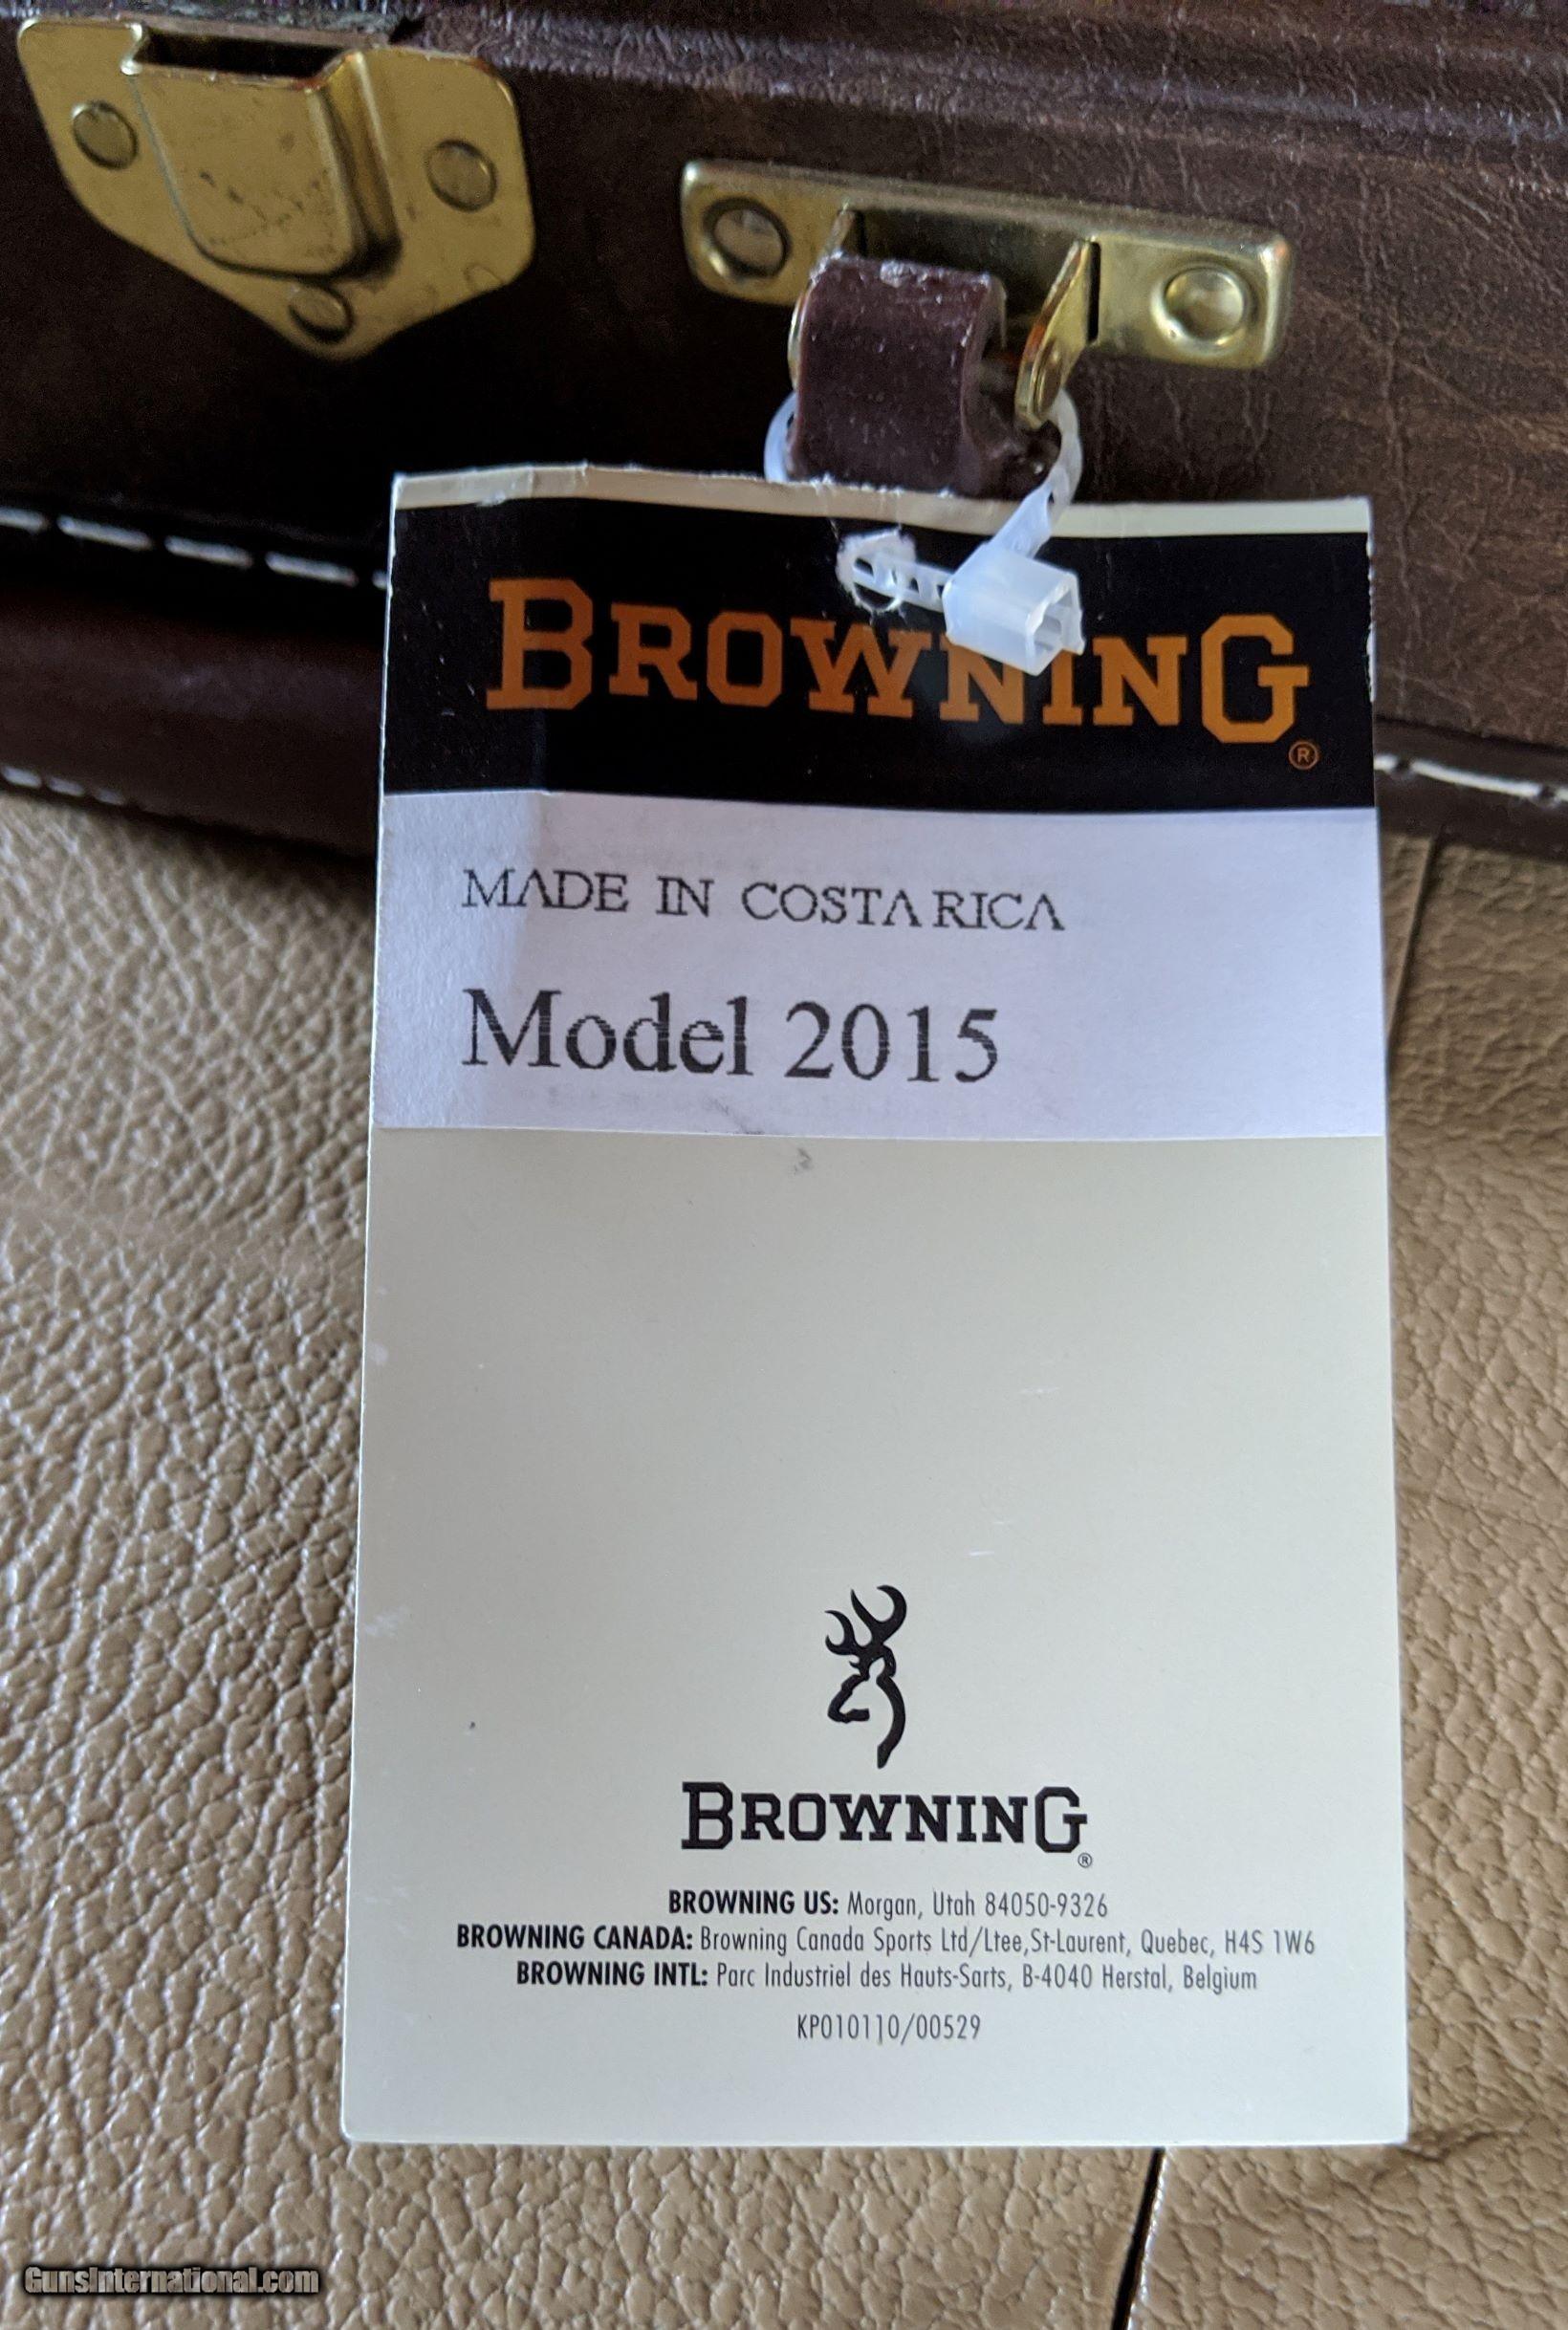 BROWNING
®
MADE IN COSTA RICA
Model 2015
BROWNING
®
BROWNING US: Morgan, Utah 84050-9326
BROWNING CANADA: Browning Canada Sports Ltd/Ltee,St-Laurent, Quebec, H4S 1W6
BROWNING INTL: Parc Industriel des Hauts-Sarts, B-4040 Herstal, Belgium
KP010110/00529
GunsInternational.com